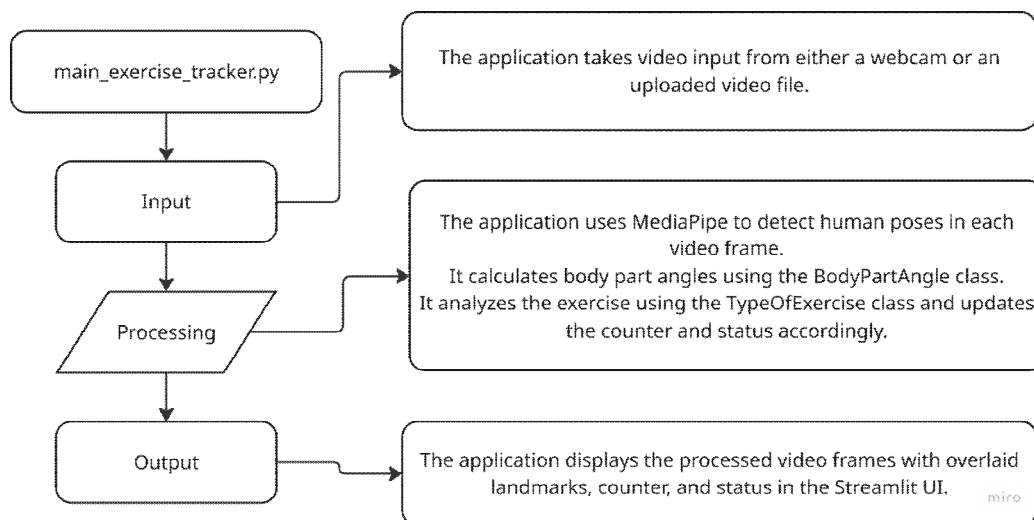 main_exercise_tracker.py
The application takes video input from either a webcam or an
uploaded video file.
Input
The application uses MediaPipe to detect human poses in each
video frame.
It calculates body part angles using the BodyPartAngle class.
It analyzes the exercise using the TypeOfExercise class and updates
the counter and status accordingly.
Processing
Output
The application displays the processed video frames with overlaid
landmarks, counter, and status in the Streamlit UI.
miro